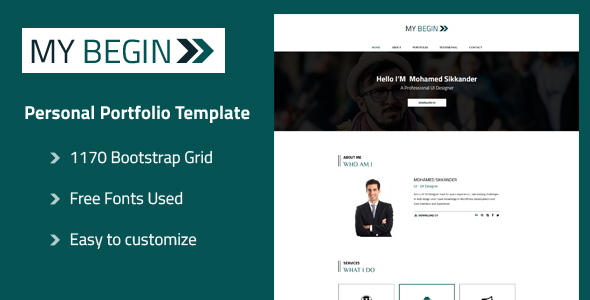 MY BEGIN
Personal Portfolio Template
1170 Bootstrap Grid
Free Fonts Used
Easy to customize
MY BEGIN
HOME ABOUT PORTFOLIO TESTIMONIAL CONTACT
Hello I'M Mohamed Sikkander
A Professional UI Designer
DOWNLOAD CV
ABOUT ME
WHO AM I
MOHAMED SIKKANDER
UI - UX Designer
DOWNLOAD CV
SERVICES
WHAT I DO